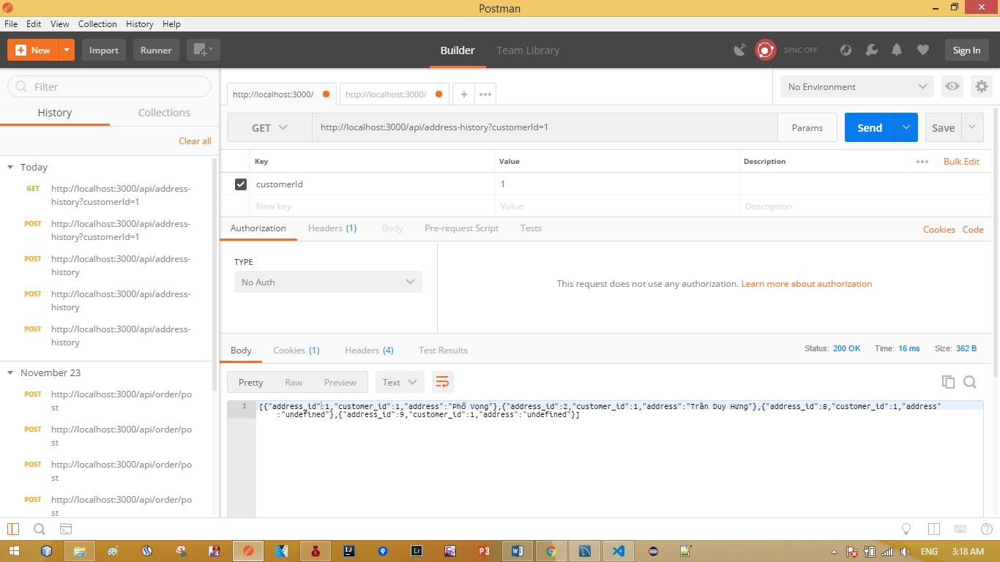 Postman
File Edit View Collection History Help
New Import Runner Builder Team Library SYNC OFF Sign In
Filter
History Collections
Clear all
Today
GET http://localhost:3000/api/address-
history?customerId=1
POST http://localhost:3000/api/address-
history?customerId=1
POST http://localhost:3000/api/address-
history
POST http://localhost:3000/api/address-
history
POST http://localhost:3000/api/address-
history
November 23
POST http://localhost:3000/api/order/po
st
POST http://localhost:3000/api/order/po
st
POST http://localhost:3000/api/order/po
st
POST http://localhost:3000/api/order/po
st
http://localhost:3000/ http://localhost:3000/ + ••• No Environment
GET http://localhost:3000/api/address-history?customerId=1 Params Send Save
Key Value Description ••• Bulk Edit
customerId 1
New key Value Description
Authorization Headers (1) Body Pre-request Script Tests Cookies Code
TYPE
No Auth
This request does not use any authorization. Learn more about authorization
Body Cookies (1) Headers (4) Test Results Status: 200 OK Time: 16 ms Size: 362 B
Pretty Raw Preview Text
1 [{"address_id":1,"customer_id":1,"address":"Phố Vọng"},{"address_id":2,"customer_id":1,"address":"Trần Duy Hưng"},{"address_id":8,"customer_id":1,"address"
:"undefined"},{"address_id":9,"customer_id":1,"address":"undefined"}]
ENG 3:18 AM